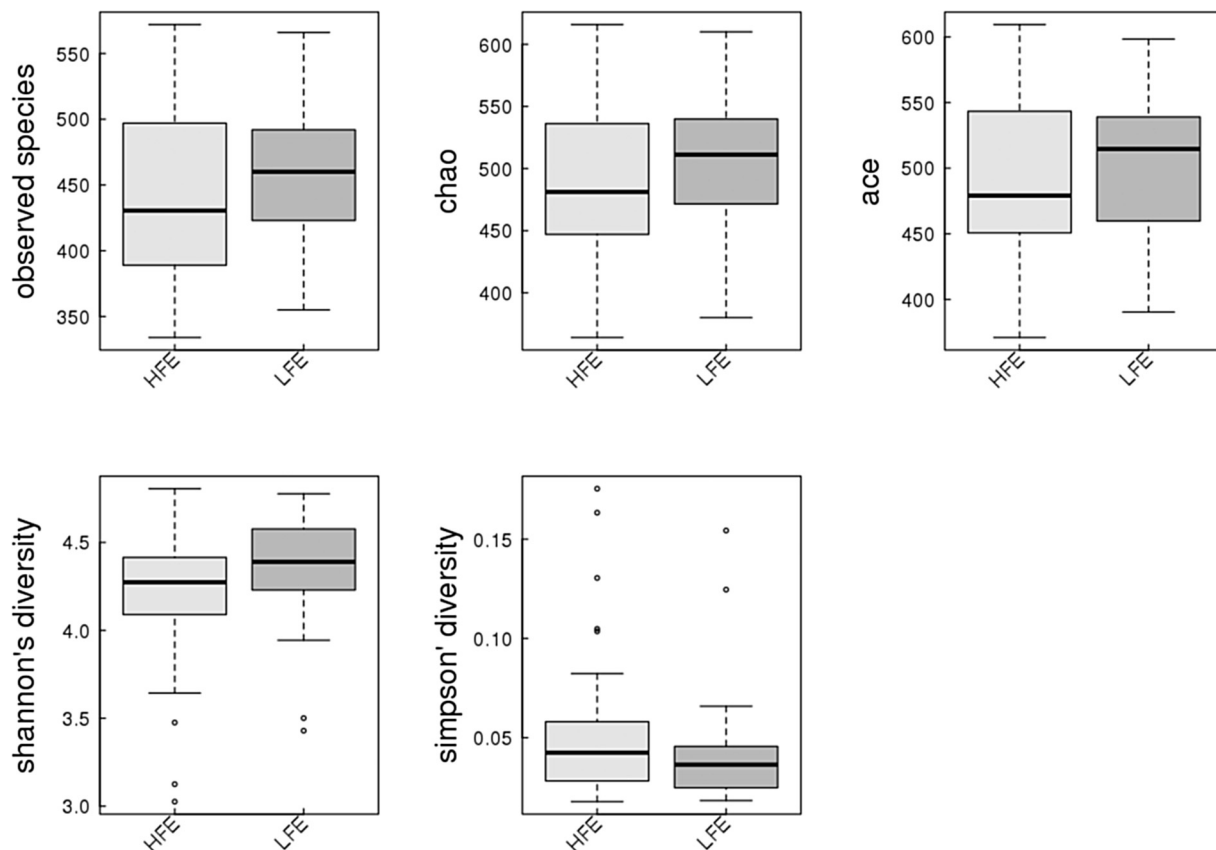 observed species
550
500
450
400
350
HFE
LFE
chao
600
550
500
450
400
HFE
LFE
ace
600
550
500
450
400
HFE
LFE
shannon's diversity
4.5
4.0
3.5
3.0
HFE
LFE
simpson' diversity
0.15
0.10
0.05
HFE
LFE